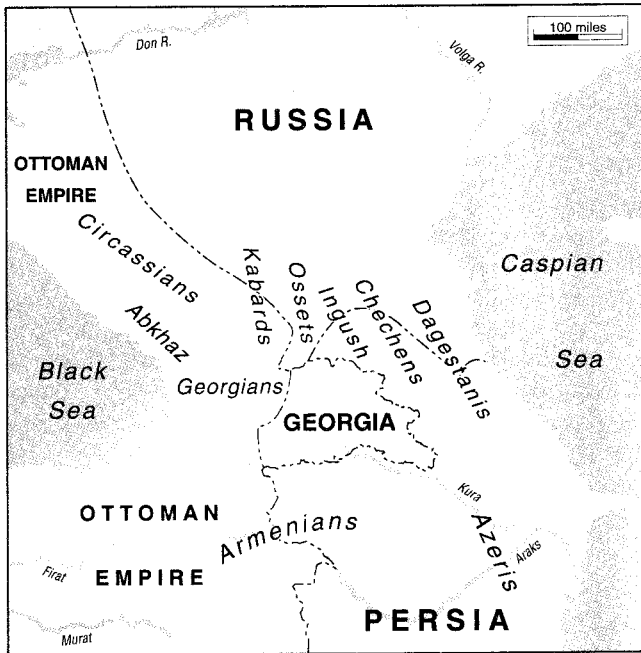 100 miles
Don R.
Volga R.
RUSSIA
OTTOMAN
EMPIRE
Circassians
Kabards
Ossets
Ingush
Chechens
Dagestanis
Caspian
Sea
Abkhaz
Black
Sea
Georgians
GEORGIA
Kura
OTTOMAN
EMPIRE
Armenians
Azeris
Araks
Firat
Murat
PERSIA